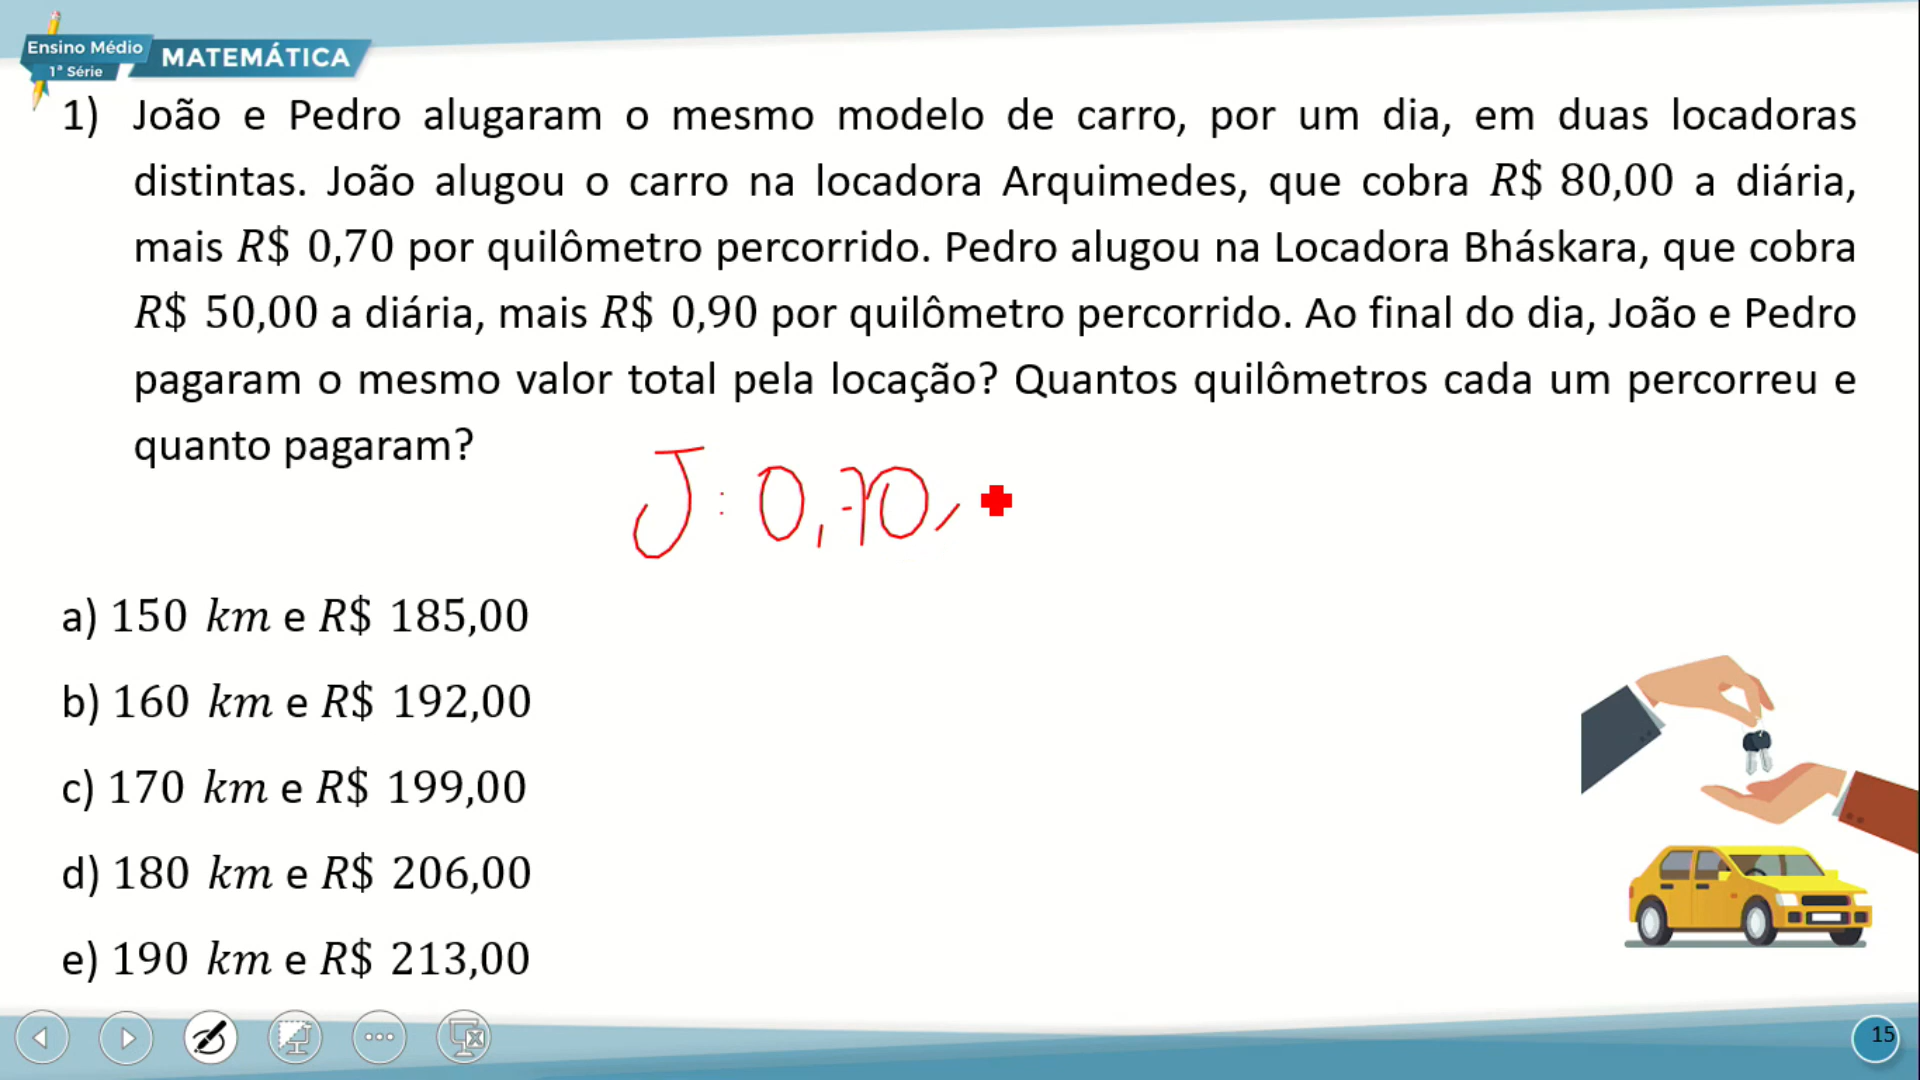 Ensino Médio
1ª Série
MATEMÁTICA
1) João e Pedro alugaram o mesmo modelo de carro, por um dia, em duas locadoras
distintas. João alugou o carro na locadora Arquimedes, que cobra R$ 80,00 a diária,
mais R$ 0,70 por quilômetro percorrido. Pedro alugou na Locadora Bháskara, que cobra
R$ 50,00 a diária, mais R$ 0,90 por quilômetro percorrido. Ao final do dia, João e Pedro
pagaram o mesmo valor total pela locação? Quantos quilômetros cada um percorreu e
quanto pagaram?
J: 0,70
a) 150 km e R$ 185,00
b) 160 km e R$ 192,00
c) 170 km e R$ 199,00
d) 180 km e R$ 206,00
e) 190 km e R$ 213,00
15